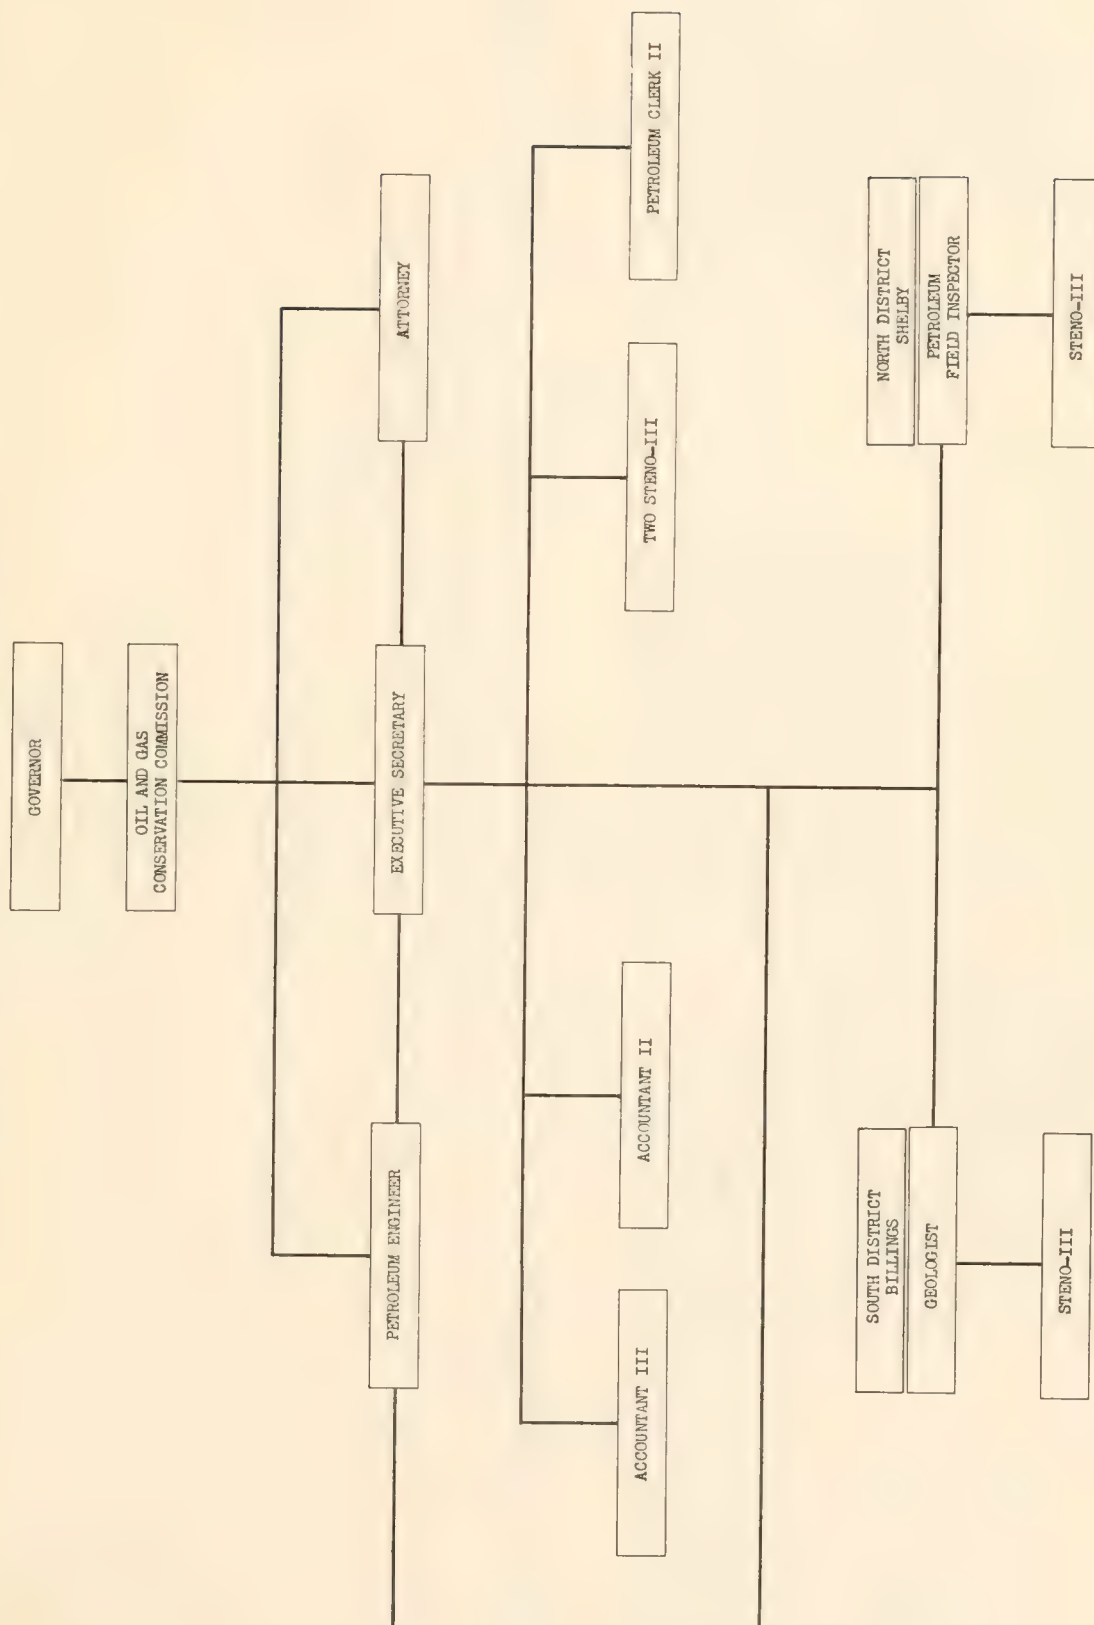 GOVERNOR
OIL AND GAS
CONSERVATION COMMISSION
PETROLEUM ENGINEER
EXECUTIVE SECRETARY
ATTORNEY
ACCOUNTANT III
ACCOUNTANT II
TWO STENO-III
PETROLEUM CLERK II
SOUTH DISTRICT
BILLINGS
GEOLOGIST
STENO-III
NORTH DISTRICT
SHELBY
PETROLEUM
FIELD INSPECTOR
STENO-III